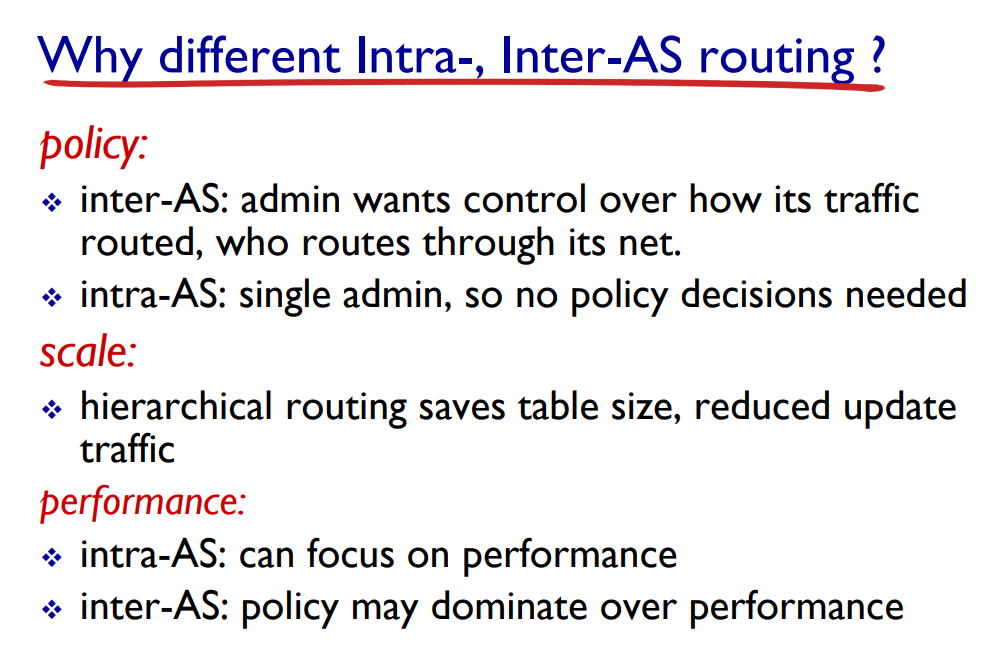 Why different Intra-, Inter-AS routing ?
policy:
❖ inter-AS: admin wants control over how its traffic
routed, who routes through its net.
❖ intra-AS: single admin, so no policy decisions needed
scale:
❖ hierarchical routing saves table size, reduced update
traffic
performance:
❖ intra-AS: can focus on performance
❖ inter-AS: policy may dominate over performance